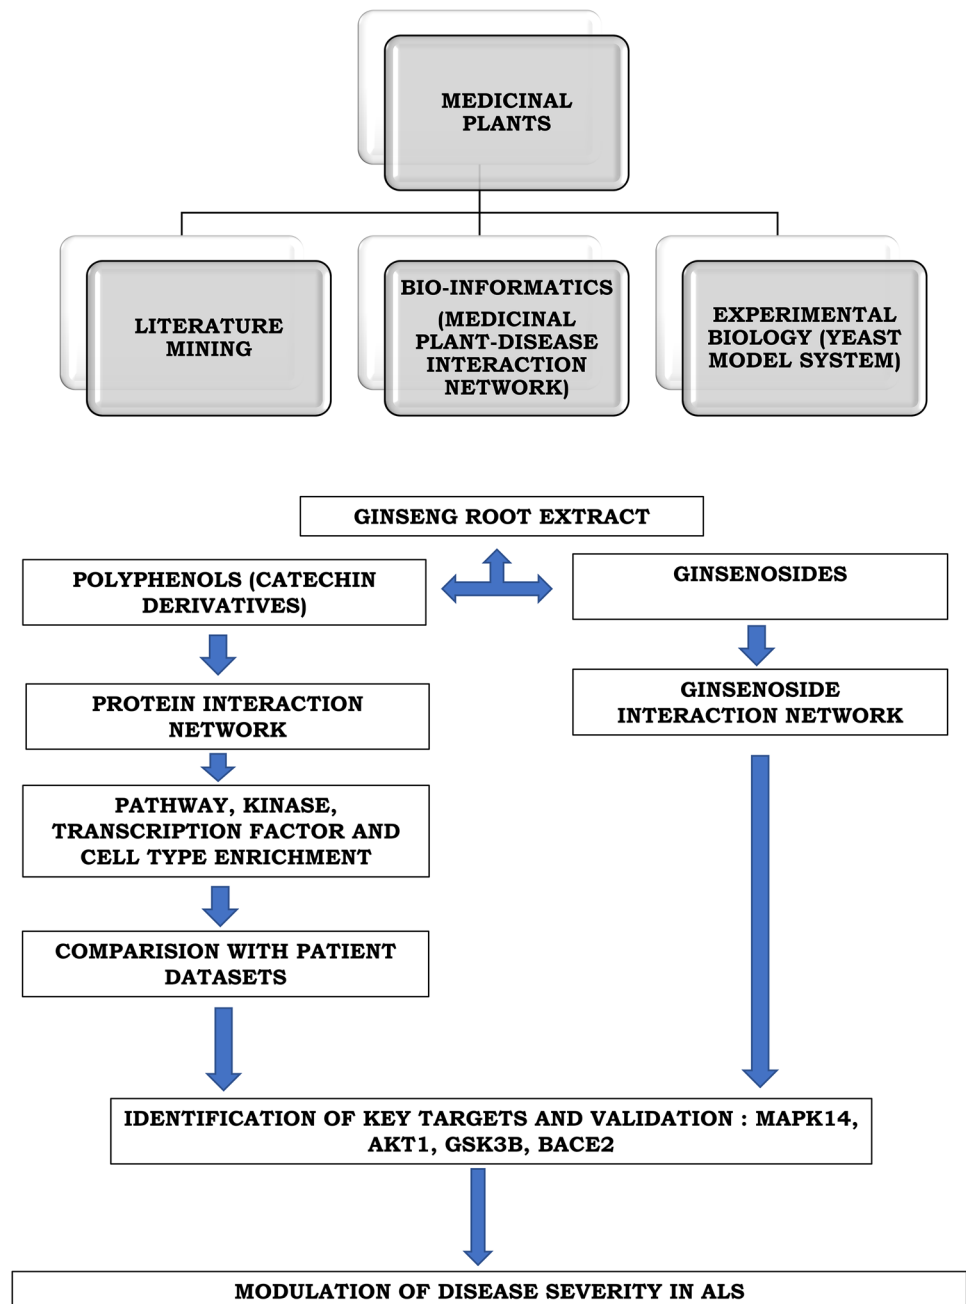 MEDICINAL
PLANTS
LITERATURE
MINING
BIO-INFORMATICS
(MEDICINAL
PLANT-DISEASE
INTERACTION
NETWORK)
EXPERIMENTAL
BIOLOGY (YEAST
MODEL SYSTEM)
GINSENG ROOT EXTRACT
POLYPHENOLS (CATECHIN
DERIVATIVES)
GINSENOSIDES
PROTEIN INTERACTION
NETWORK
GINSENOSIDE
INTERACTION NETWORK
PATHWAY, KINASE,
TRANSCRIPTION FACTOR AND
CELL TYPE ENRICHMENT
COMPARISION WITH PATIENT
DATASETS
IDENTIFICATION OF KEY TARGETS AND VALIDATION : MAPK14,
AKT1, GSK3B, BACE2
MODULATION OF DISEASE SEVERITY IN ALS